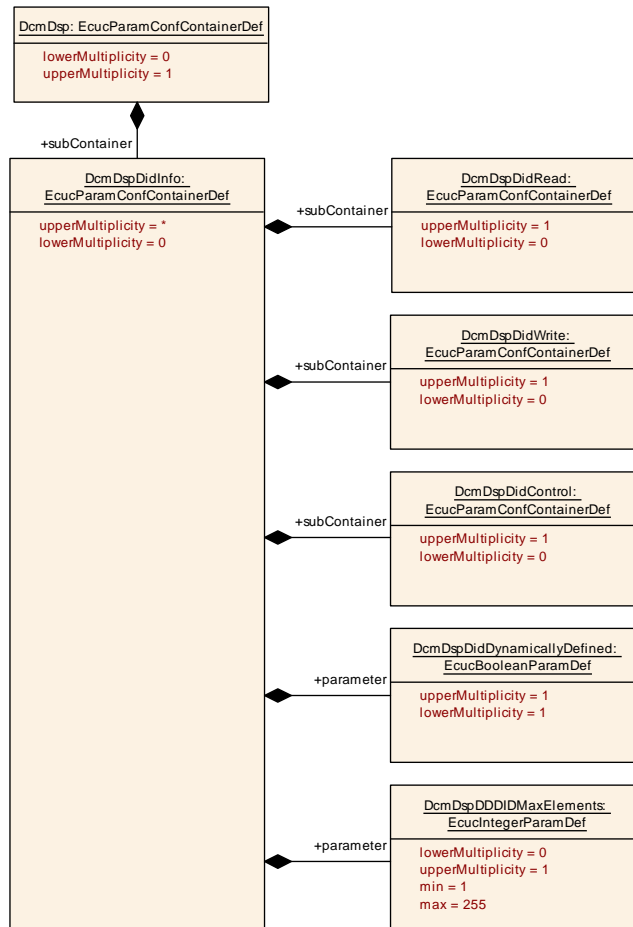 DcmDsp: EcucParamConfContainerDef
lowerMultiplicity = 0
upperMultiplicity = 1
+subContainer
DcmDspDidInfo:
EcucParamConfContainerDef
upperMultiplicity = *
lowerMultiplicity = 0
+subContainer
DcmDspDidRead:
EcucParamConfContainerDef
upperMultiplicity = 1
lowerMultiplicity = 0
+subContainer
DcmDspDidWrite:
EcucParamConfContainerDef
upperMultiplicity = 1
lowerMultiplicity = 0
+subContainer
DcmDspDidControl:
EcucParamConfContainerDef
upperMultiplicity = 1
lowerMultiplicity = 0
+parameter
DcmDspDidDynamicallyDefined:
EcucBooleanParamDef
upperMultiplicity = 1
lowerMultiplicity = 1
+parameter
DcmDspDDDIDMaxElements:
EcucIntegerParamDef
lowerMultiplicity = 0
upperMultiplicity = 1
min = 1
max = 255